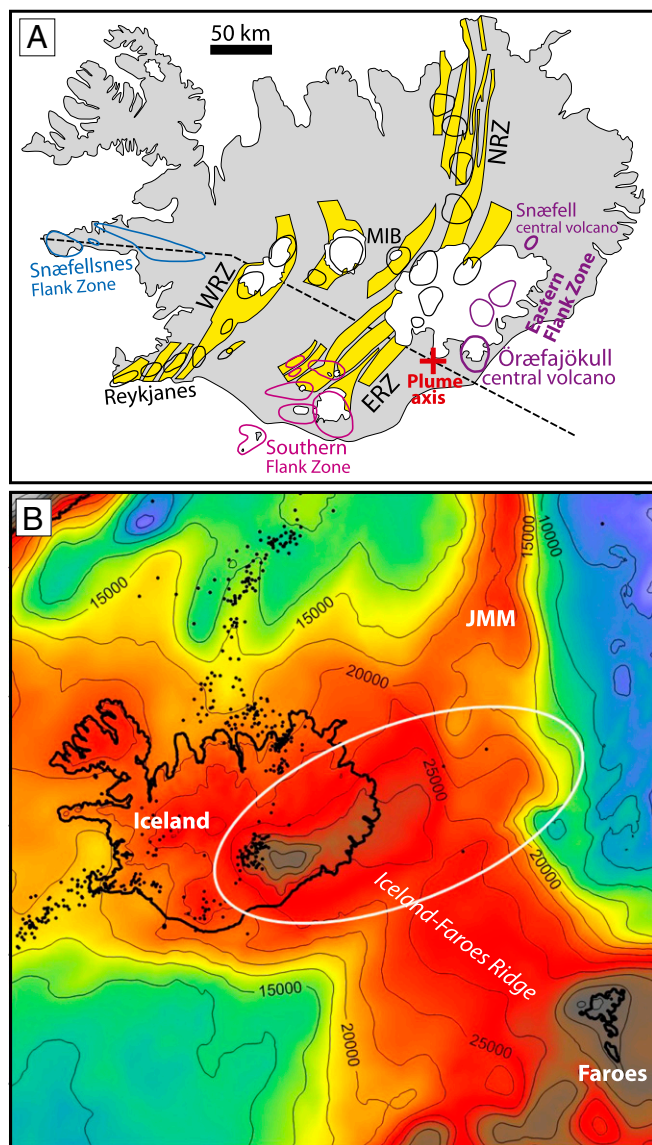 A
50 km
NRZ
Snæfell
central volcano
MIB
Snæfellsnes
Flank Zone
WRZ
Eastern
Flank Zone
Öræfajökull
central volcano
Plume
axis
ERZ
Reykjanes
Southern
Flank Zone
B
15000
10000
15000
15000
JMM
20000
25000
Iceland
20000
Iceland-Faroes Ridge
15000
20000
25000
Faroes